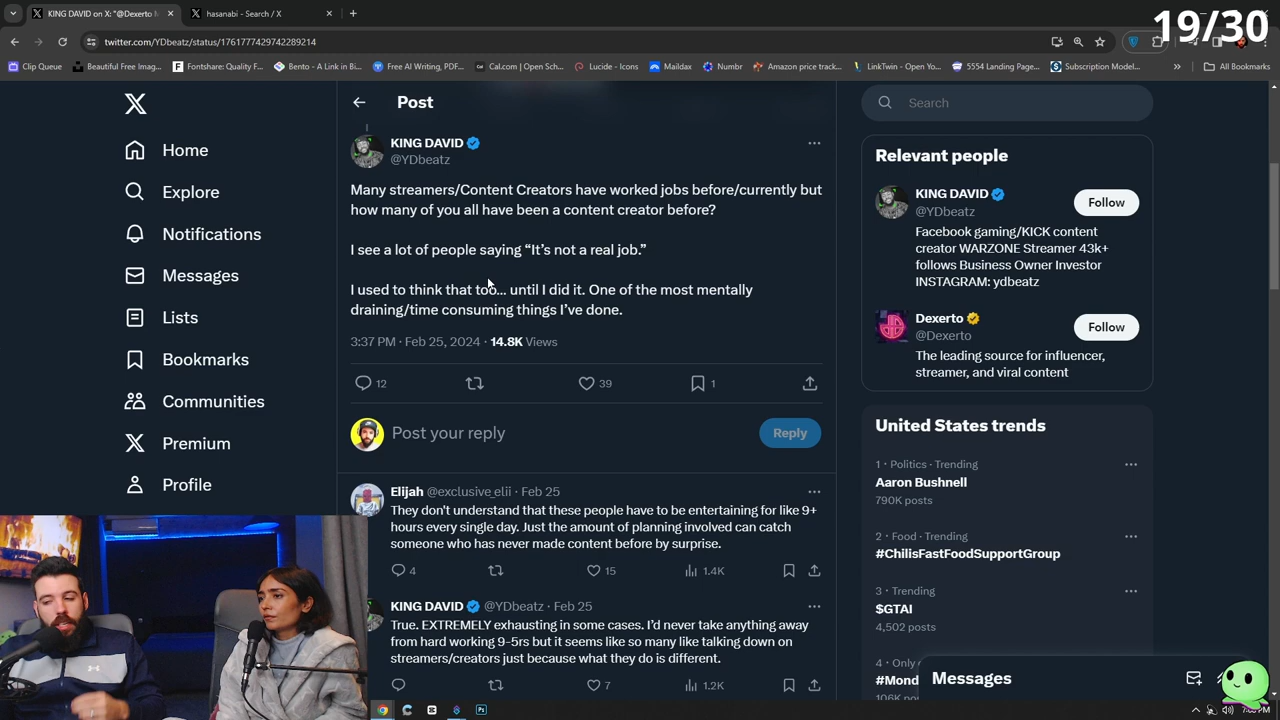 KING DAVID on X: "@Dexerto
hasanabi - Search / X
19/30
twitter.com/YDbeatz/status/1761777429742289214
Clip Queue
Beautiful Free Imag...
Fontshare: Quality F...
Bento - A Link in Bi...
Free AI Writing, PDF...
Cal.com | Open Sch...
Lucide - Icons
Maildax
Numbr
Amazon price track...
LinkTwin - Open Yo...
5554 Landing Page...
Subscription Model...
»
All Bookmarks
Home
Explore
Notifications
Messages
Lists
Bookmarks
Communities
Premium
Profile
Post
KING DAVID
@YDbeatz
Many streamers/Content Creators have worked jobs before/currently but
how many of you all have been a content creator before?
I see a lot of people saying “It’s not a real job.”
I used to think that too... until I did it. One of the most mentally
draining/time consuming things I’ve done.
3:37 PM · Feb 25, 2024 · 14.8K Views
12
39
1
Post your reply
Reply
Elijah @exclusive_elii · Feb 25
They don't understand that these people have to be entertaining for like 9+
hours every single day. Just the amount of planning involved can catch
someone who has never made content before by surprise.
4
15
1.4K
KING DAVID @YDbeatz · Feb 25
True. EXTREMELY exhausting in some cases. I’d never take anything away
from hard working 9-5rs but it seems like so many like talking down on
streamers/creators just because what they do is different.
7
1.2K
Search
Relevant people
KING DAVID
@YDbeatz
Follow
Facebook gaming/KICK content
creator WARZONE Streamer 43k+
follows Business Owner Investor
INSTAGRAM: ydbeatz
Dexerto
@Dexerto
Follow
The leading source for influencer,
streamer, and viral content
United States trends
1 · Politics · Trending
Aaron Bushnell
790K posts
2 · Food · Trending
#ChilisFastFoodSupportGroup
3 · Trending
$GTAI
4,502 posts
4 · Only
#Mond
106K
Messages